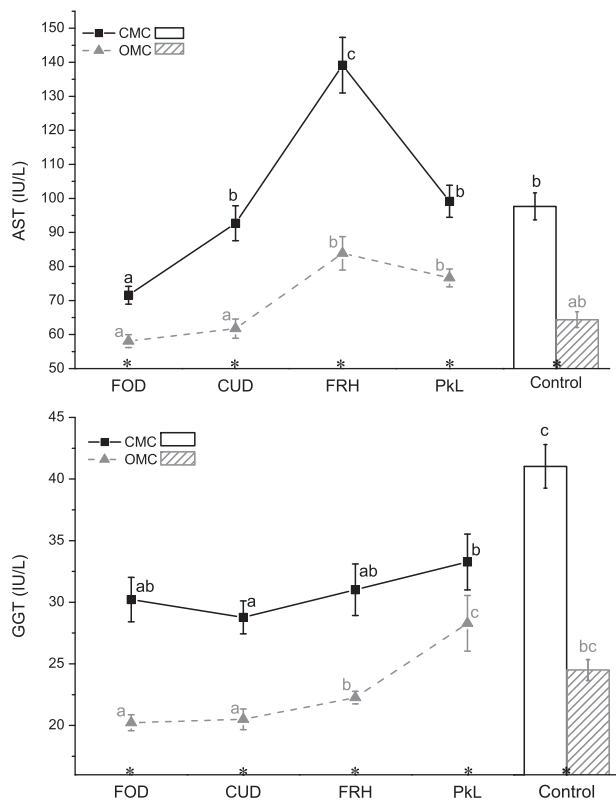 150
140
130
120
110
100
90
80
70
60
50
AST (IU/L)
CMC
OMC
a
b
c
b
b
a
a
b
b
ab
* * * * *
FOD CUD FRH PkL Control
45
40
35
30
25
20
GGT (IU/L)
CMC
OMC
ab
a
ab
b
c
a
a
b
c
bc
* * * * *
FOD CUD FRH PkL Control